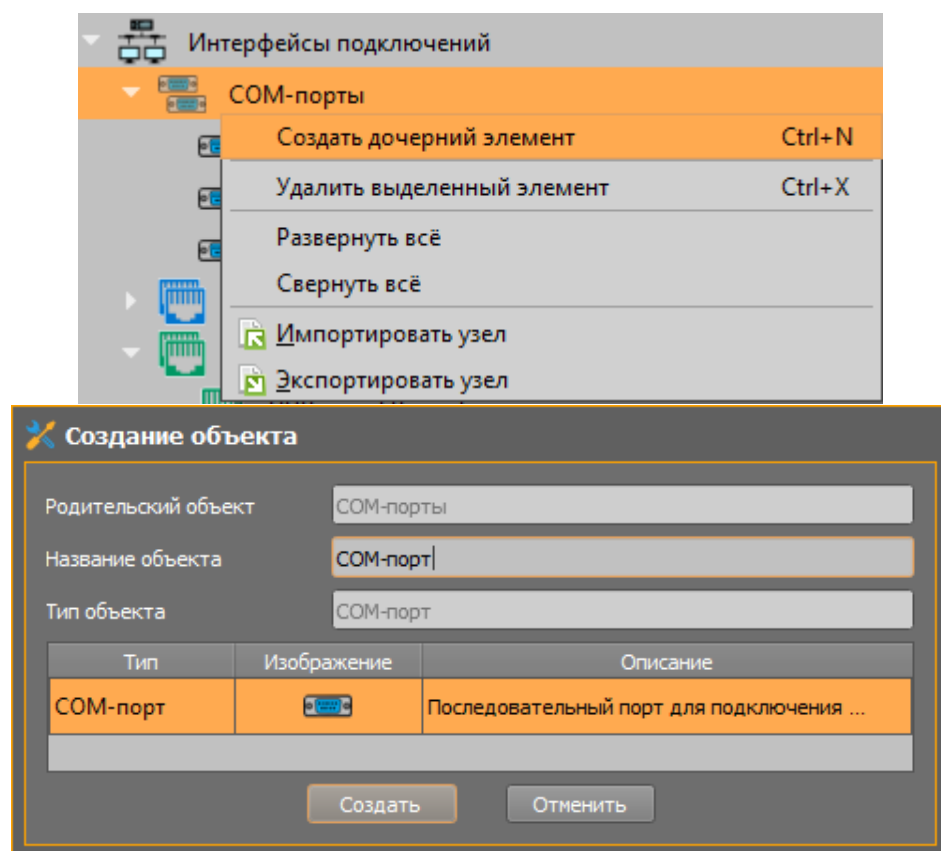 Интерфейсы подключений
COM-порты
Создать дочерний элемент Ctrl+N
Удалить выделенный элемент Ctrl+X
Развернуть всё
Свернуть всё
Импортировать узел
Экспортировать узел
Создание объекта
Родительский объект COM-порты
Название объекта COM-порт
Тип объекта COM-порт
Тип Изображение Описание
COM-порт Последовательный порт для подключения ...
Создать Отменить